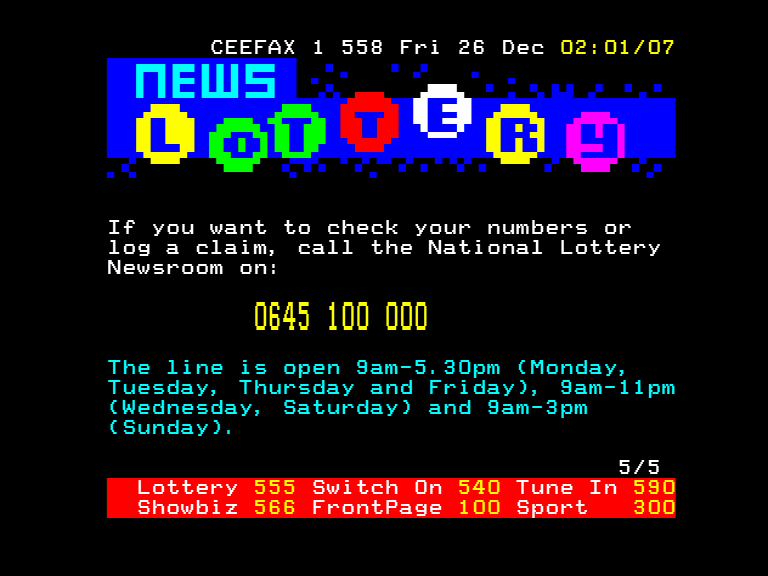 CEEFAX 1 558 Fri 26 Dec 02:01/07
NEWS
LOTTERY
If you want to check your numbers or
log a claim, call the National Lottery
Newsroom on:
0645 100 000
The line is open 9am-5.30pm (Monday,
Tuesday, Thursday and Friday), 9am-11pm
(Wednesday, Saturday) and 9am-3pm
(Sunday).
5/5
Lottery 555 Switch On 540 Tune In 590
Showbiz 566 FrontPage 100 Sport 300